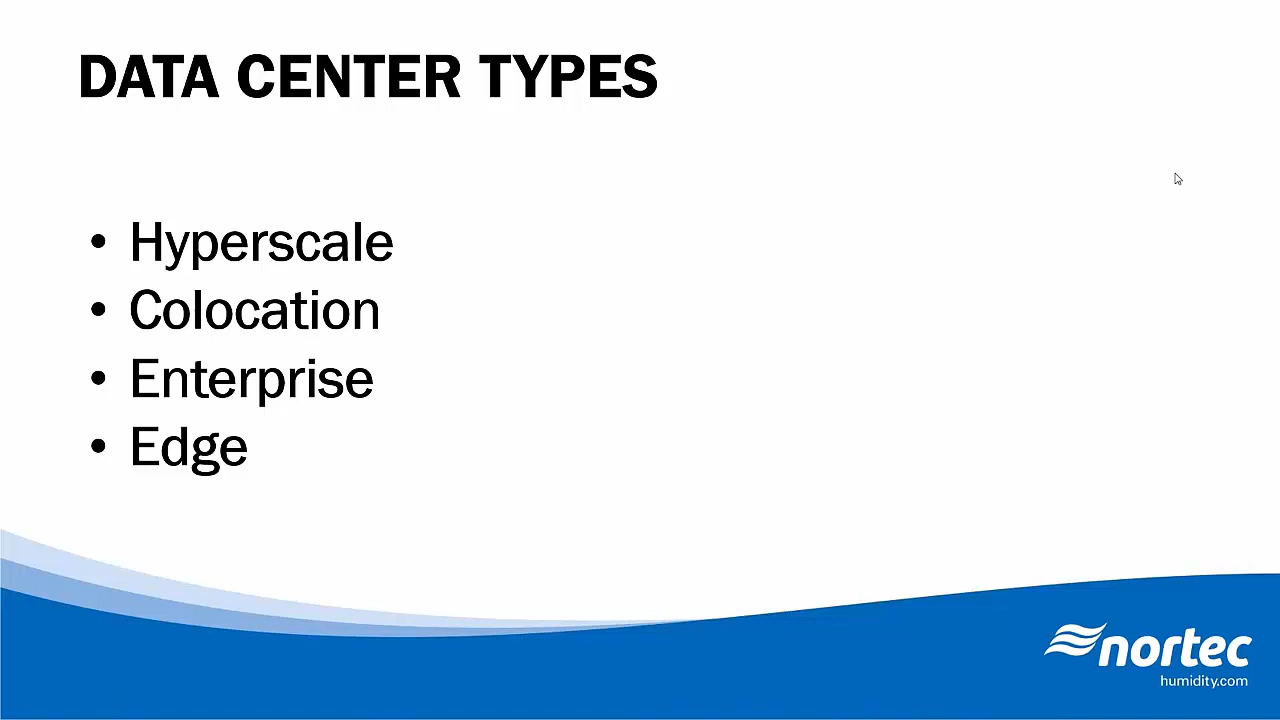 DATA CENTER TYPES
• Hyperscale
• Colocation
• Enterprise
• Edge
nortec
humidity.com